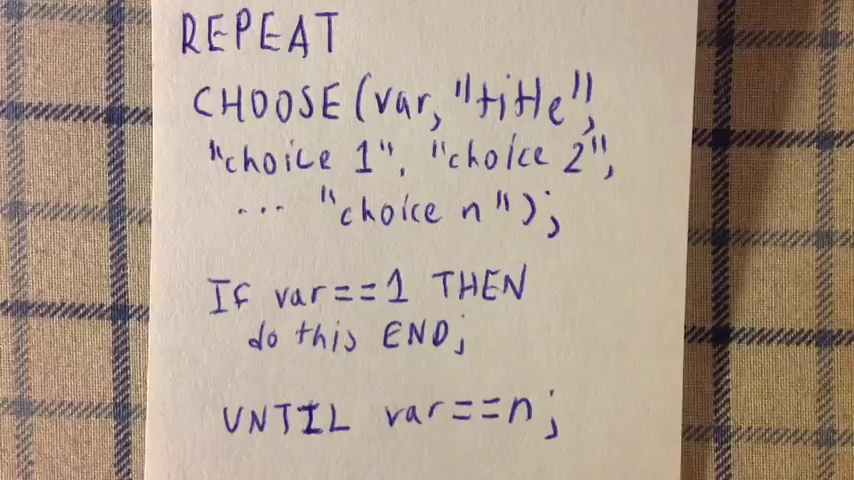 REPEAT
CHOOSE(var, "title",
"choice 1", "choice 2",
... "choice n");
If var==1 THEN
do this END;
UNTIL var==n;